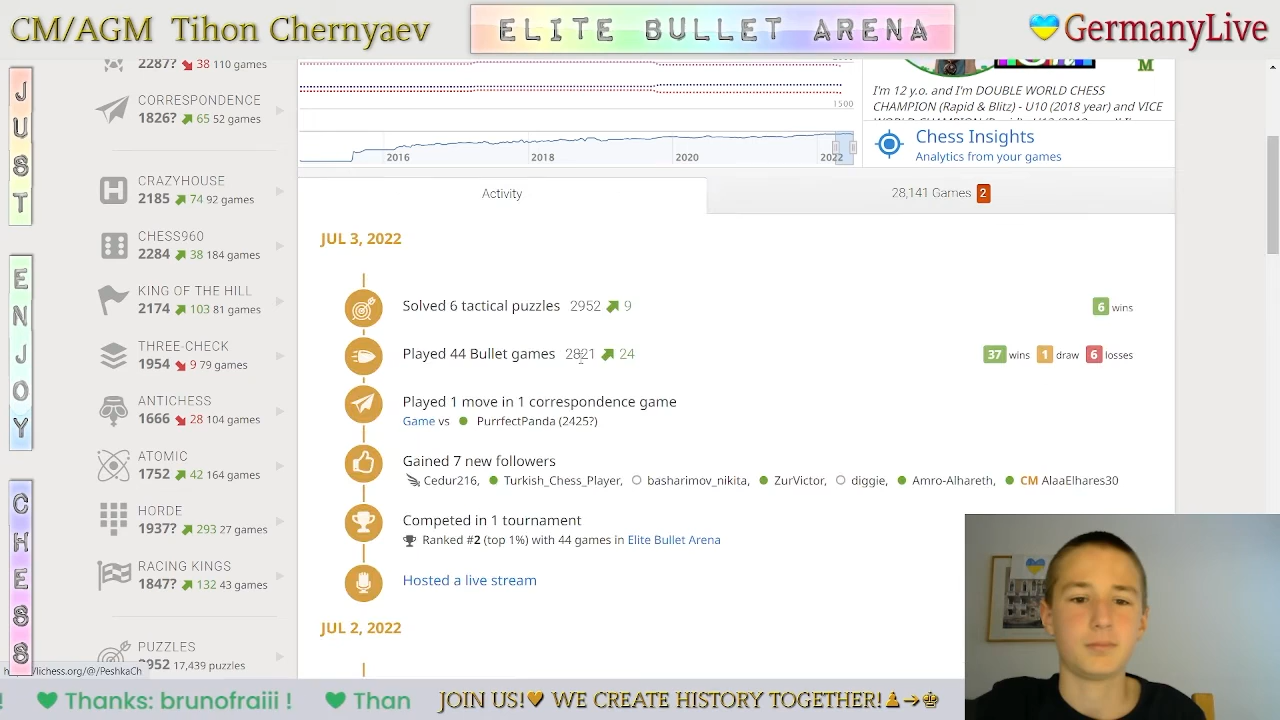 CM/AGM Tihon Chernyaev
ELITE BULLET ARENA
GermanyLive
JUST
ENJOY
CHESS
2287? 38 110 games
CORRESPONDENCE
1826? 65 52 games
CRAZYHOUSE
2185 74 92 games
CHESS960
2284 38 184 games
KING OF THE HILL
2174 103 81 games
THREE-CHECK
1954 9 79 games
ANTICHESS
1666 28 104 games
ATOMIC
1752 42 164 games
HORDE
1937? 293 27 games
RACING KINGS
1847? 132 43 games
PUZZLES
2952 17,439 puzzles
lichess.org/@/PeshkaCh
1500
2016 2018 2020 2022
M
I'm 12 y.o. and I'm DOUBLE WORLD CHESS
CHAMPION (Rapid & Blitz) - U10 (2018 year) and VICE
Chess Insights
Analytics from your games
Activity
28,141 Games 2
JUL 3, 2022
Solved 6 tactical puzzles 2952 9
6 wins
Played 44 Bullet games 2821 24
37 wins 1 draw 6 losses
Played 1 move in 1 correspondence game
Game vs PurrfectPanda (2425?)
Gained 7 new followers
Cedur216, Turkish_Chess_Player, basharimov_nikita, ZurVictor, diggie, Amro-Alhareth, CM AlaaElhares30
Competed in 1 tournament
Ranked #2 (top 1%) with 44 games in Elite Bullet Arena
Hosted a live stream
JUL 2, 2022
! Thanks: brunofraiii ! Than
JOIN US! WE CREATE HISTORY TOGETHER!